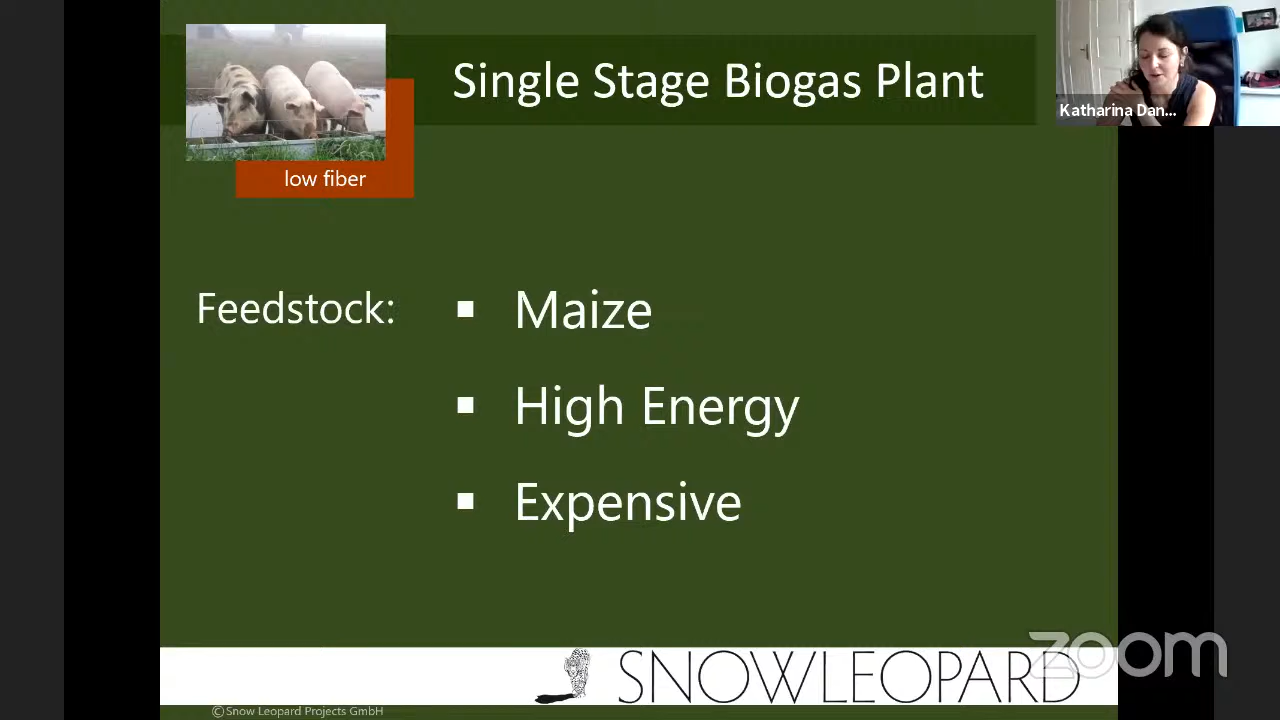 Single Stage Biogas Plant
Katharina Dan...
low fiber
Feedstock:
▪ Maize
▪ High Energy
▪ Expensive
SNOWLEOPARD
zoom
©Snow Leopard Projects GmbH